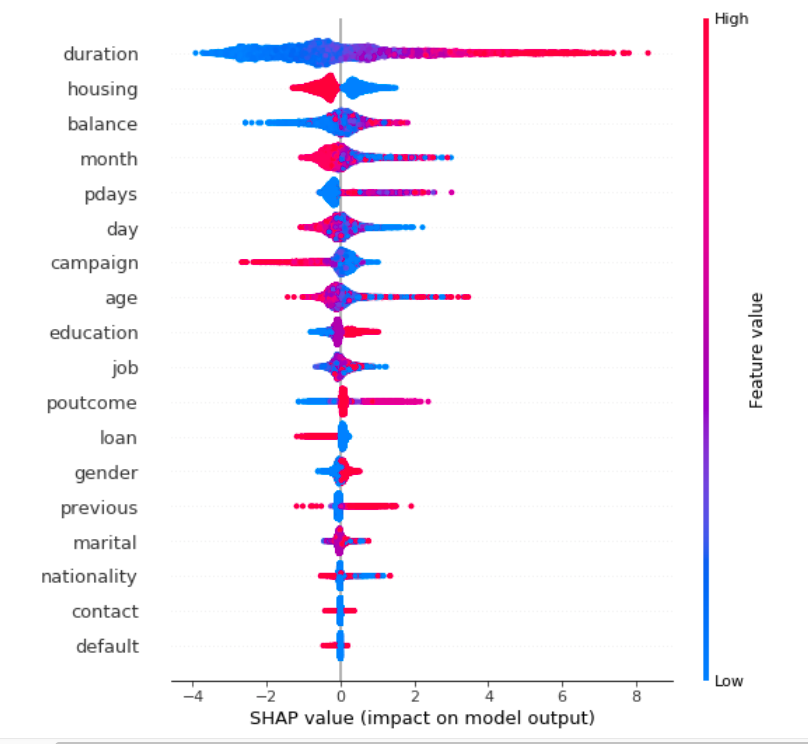 High
duration
housing
balance
month
pdays
day
campaign
age
education
job
poutcome
loan
gender
previous
marital
nationality
contact
default
Feature value
Low
−4 −2 0 2 4 6 8
SHAP value (impact on model output)